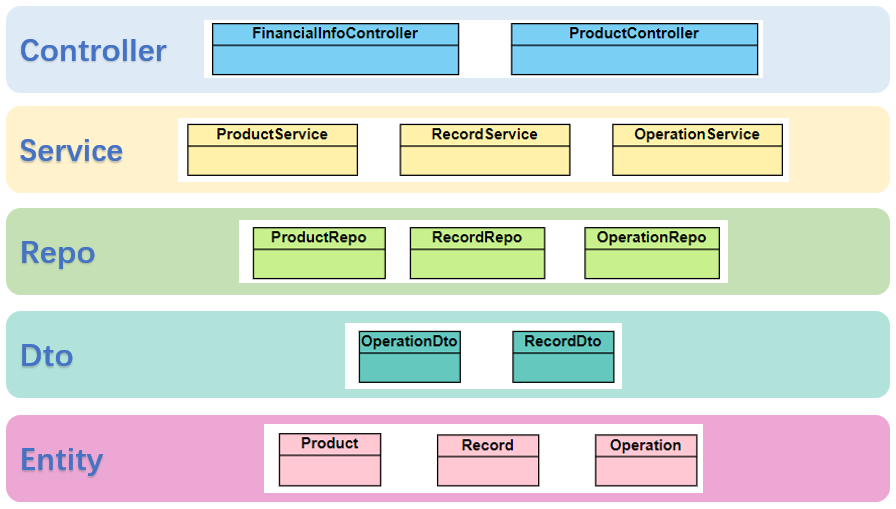 Controller
FinancialInfoController
ProductController
Service
ProductService
RecordService
OperationService
Repo
ProductRepo
RecordRepo
OperationRepo
Dto
OperationDto
RecordDto
Entity
Product
Record
Operation